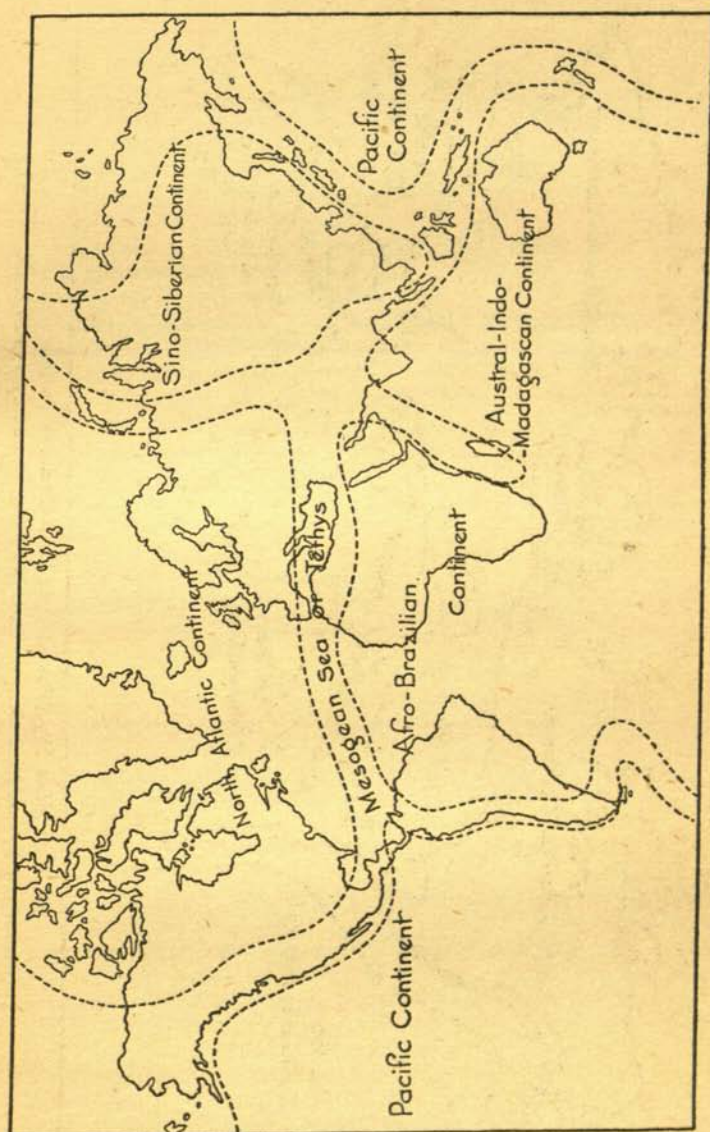 North
Atlantic Continent
Sino-Siberian Continent
Pacific
Continent
Mesogean Sea or Tethys
Afro-Brazilian
Continent
Austral-Indo-
-Madagascan Continent
Pacific Continent